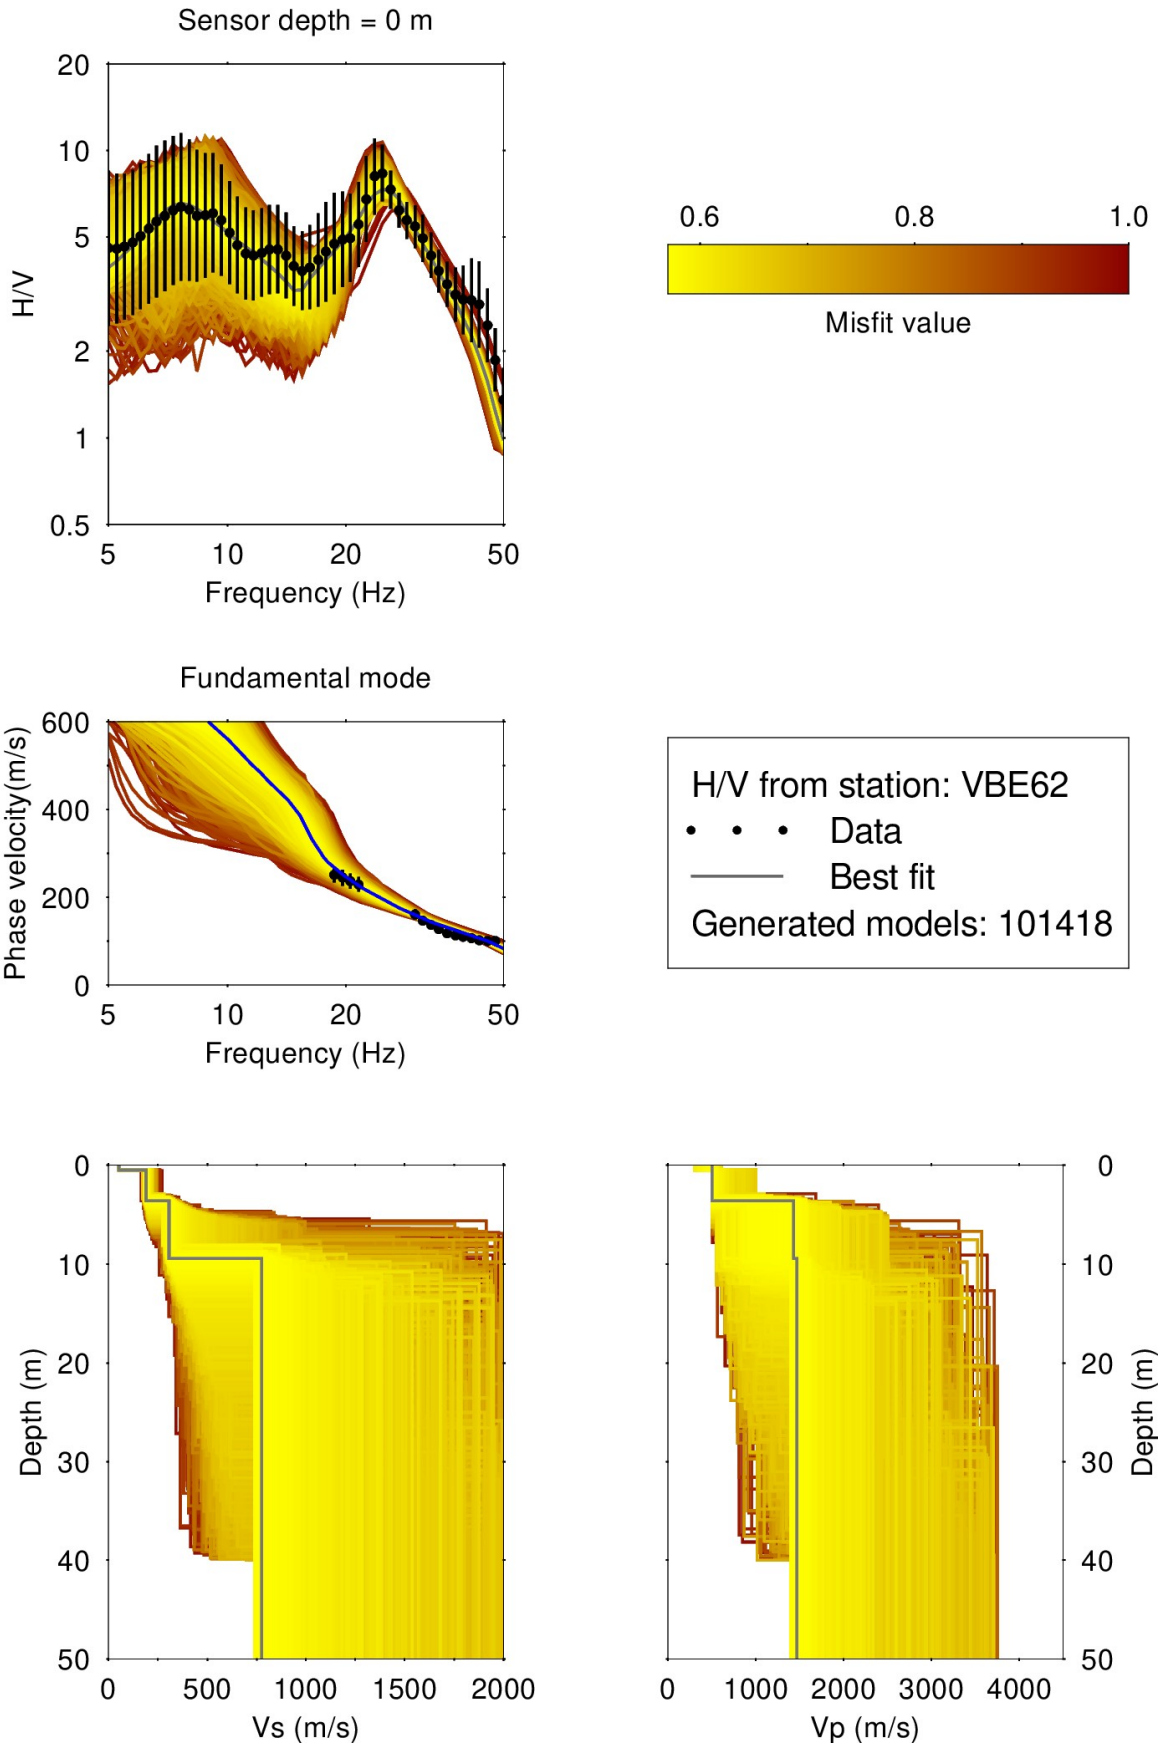 Sensor depth = 0 m
20
10
5
2
1
0.5
H/V
5 10 20 50
Frequency (Hz)
0.6 0.8 1.0
Misfit value
Fundamental mode
600
400
200
0
Phase velocity(m/s)
5 10 20 50
Frequency (Hz)
H/V from station: VBE62
Data
Best fit
Generated models: 101418
0
10
20
30
40
50
Depth (m)
0 500 1000 1500 2000
Vs (m/s)
0
10
20
30
40
50
Depth (m)
0 1000 2000 3000 4000
Vp (m/s)